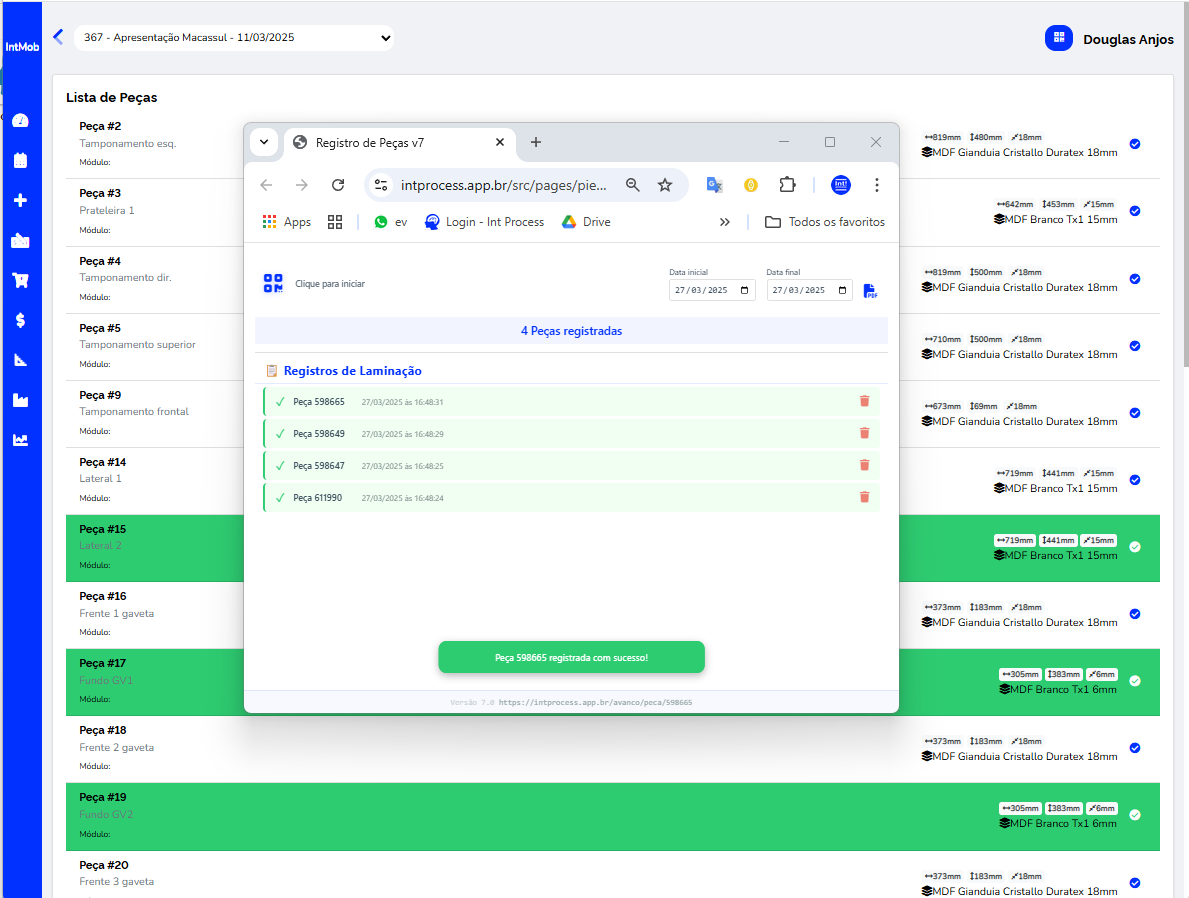 IntMob
367 - Apresentação Macassul - 11/03/2025
Douglas Anjos
Lista de Peças
Peça #2
Tamponamento esq.
Módulo:
819mm 480mm 18mm
MDF Gianduia Cristallo Duratex 18mm
Peça #3
Prateleira 1
Módulo:
642mm 453mm 15mm
MDF Branco Tx1 15mm
Peça #4
Tamponamento dir.
Módulo:
819mm 500mm 18mm
MDF Gianduia Cristallo Duratex 18mm
Peça #5
Tamponamento superior
Módulo:
710mm 500mm 18mm
MDF Gianduia Cristallo Duratex 18mm
Peça #9
Tamponamento frontal
Módulo:
673mm 69mm 18mm
MDF Gianduia Cristallo Duratex 18mm
Peça #14
Lateral 1
Módulo:
719mm 441mm 15mm
MDF Branco Tx1 15mm
Peça #15
Lateral 2
Módulo:
719mm 441mm 15mm
MDF Branco Tx1 15mm
Peça #16
Frente 1 gaveta
Módulo:
373mm 183mm 18mm
MDF Gianduia Cristallo Duratex 18mm
Peça #17
Fundo GV1
Módulo:
305mm 383mm 6mm
MDF Branco Tx1 6mm
Peça #18
Frente 2 gaveta
Módulo:
373mm 183mm 18mm
MDF Gianduia Cristallo Duratex 18mm
Peça #19
Fundo GV2
Módulo:
305mm 383mm 6mm
MDF Branco Tx1 6mm
Peça #20
Frente 3 gaveta
373mm 183mm 18mm
MDF Gianduia Cristallo Duratex 18mm
Registro de Peças v7
intprocess.app.br/src/pages/pie...
int!
Apps
ev
Login - Int Process
Drive
Todos os favoritos
Clique para iniciar
Data inicial
27/03/2025
Data final
27/03/2025
PDF
4 Peças registradas
Registros de Laminação
Peça 598665 27/03/2025 às 16:48:31
Peça 598649 27/03/2025 às 16:48:29
Peça 598647 27/03/2025 às 16:48:25
Peça 611990 27/03/2025 às 16:48:24
Peça 598665 registrada com sucesso!
Versão 7.0 https://intprocess.app.br/avanco/peca/598665